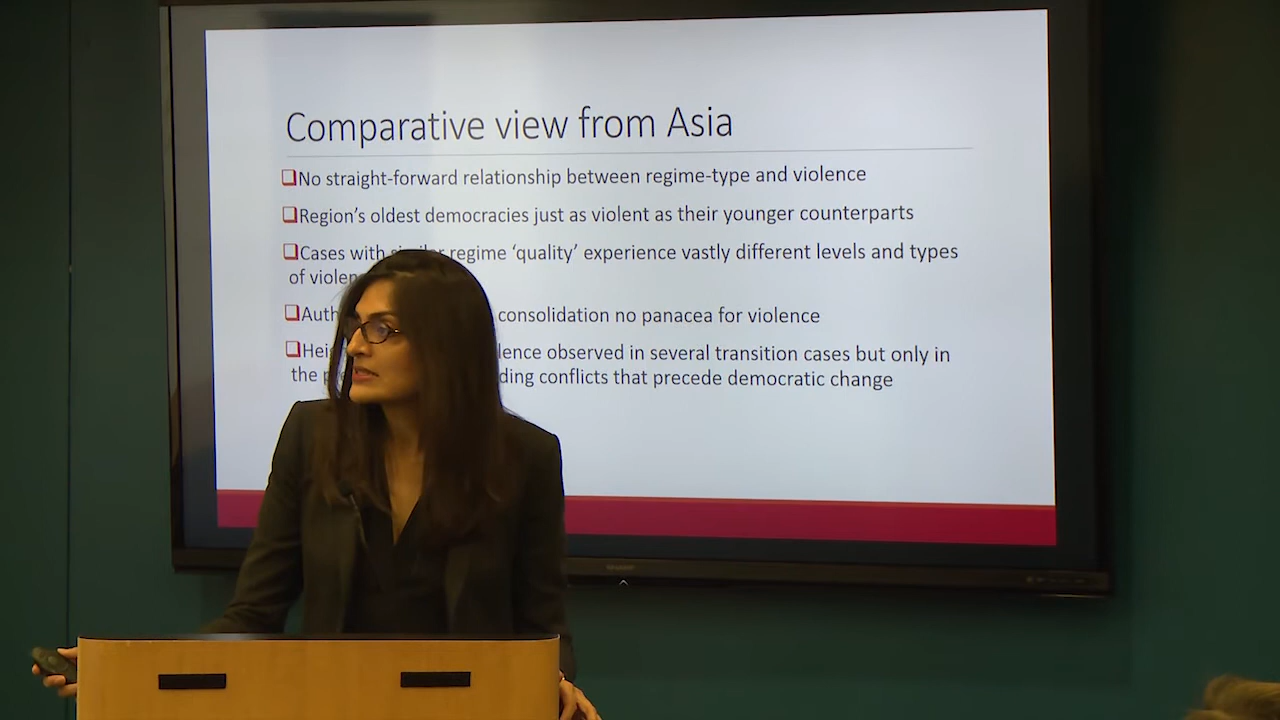 Comparative view from Asia
No straight-forward relationship between regime-type and violence
Region's oldest democracies just as violent as their younger counterparts
Cases with similar regime 'quality' experience vastly different levels and types
of
consolidation no panacea for violence
observed in several transition cases but only in
the conflicts that precede democratic change
SHARP